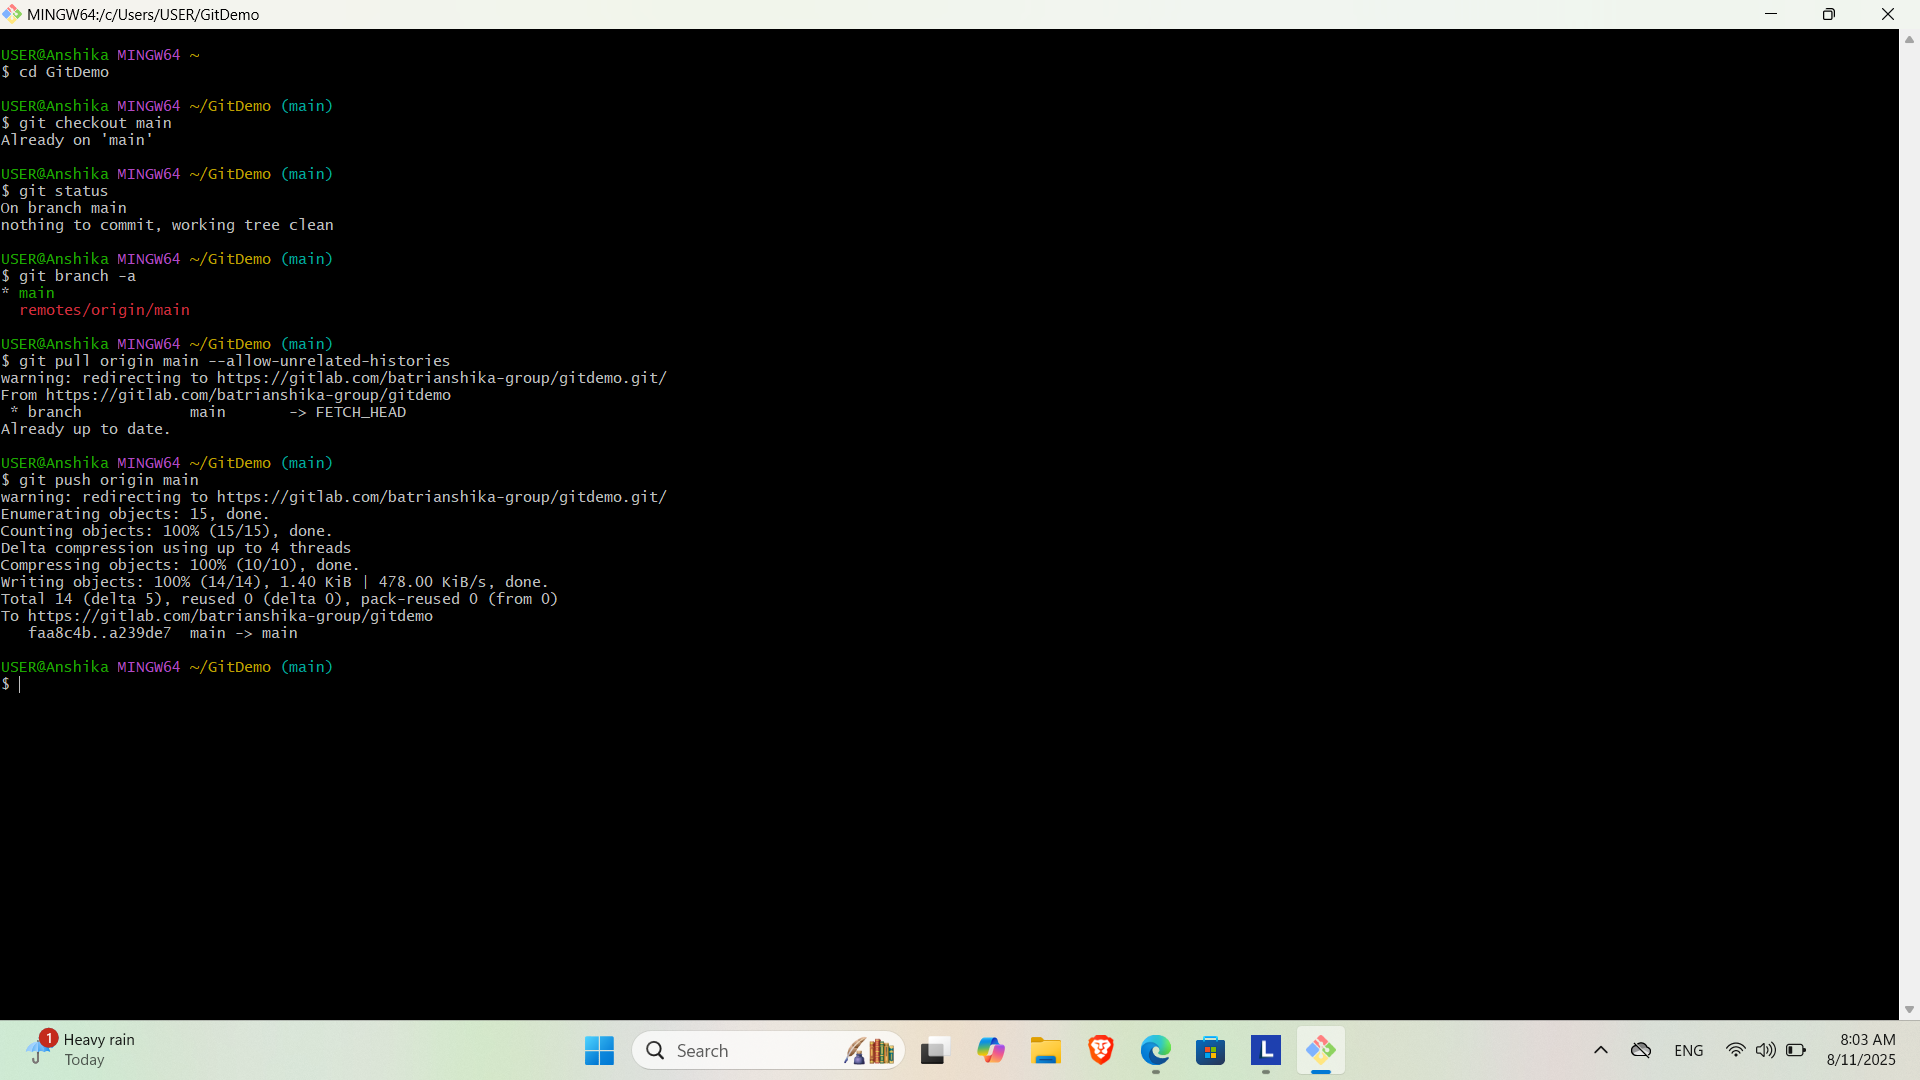 MINGW64:/c/Users/USER/GitDemo
USER@Anshika MINGW64 ~
$ cd GitDemo
USER@Anshika MINGW64 ~/GitDemo (main)
$ git checkout main
Already on 'main'
USER@Anshika MINGW64 ~/GitDemo (main)
$ git status
On branch main
nothing to commit, working tree clean
USER@Anshika MINGW64 ~/GitDemo (main)
$ git branch -a
* main
  remotes/origin/main
USER@Anshika MINGW64 ~/GitDemo (main)
$ git pull origin main --allow-unrelated-histories
warning: redirecting to https://gitlab.com/batrianshika-group/gitdemo.git/
From https://gitlab.com/batrianshika-group/gitdemo
 * branch            main       -> FETCH_HEAD
Already up to date.
USER@Anshika MINGW64 ~/GitDemo (main)
$ git push origin main
warning: redirecting to https://gitlab.com/batrianshika-group/gitdemo.git/
Enumerating objects: 15, done.
Counting objects: 100% (15/15), done.
Delta compression using up to 4 threads
Compressing objects: 100% (10/10), done.
Writing objects: 100% (14/14), 1.40 KiB | 478.00 KiB/s, done.
Total 14 (delta 5), reused 0 (delta 0), pack-reused 0 (from 0)
To https://gitlab.com/batrianshika-group/gitdemo
   faa8c4b..a239de7  main -> main
USER@Anshika MINGW64 ~/GitDemo (main)
$
1
Heavy rain
Today
Search
L
ENG
8:03 AM
8/11/2025